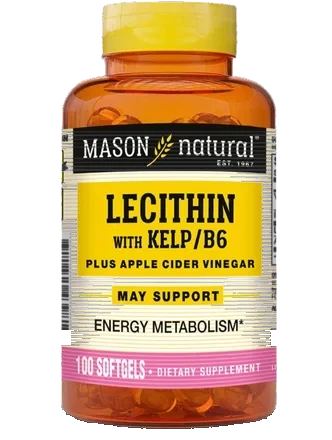 MASON natural™
EST. 1967
LECITHIN
WITH KELP/B6
PLUS APPLE CIDER VINEGAR
MAY SUPPORT
ENERGY METABOLISM*
100 SOFTGELS • DIETARY SUPPLEMENT